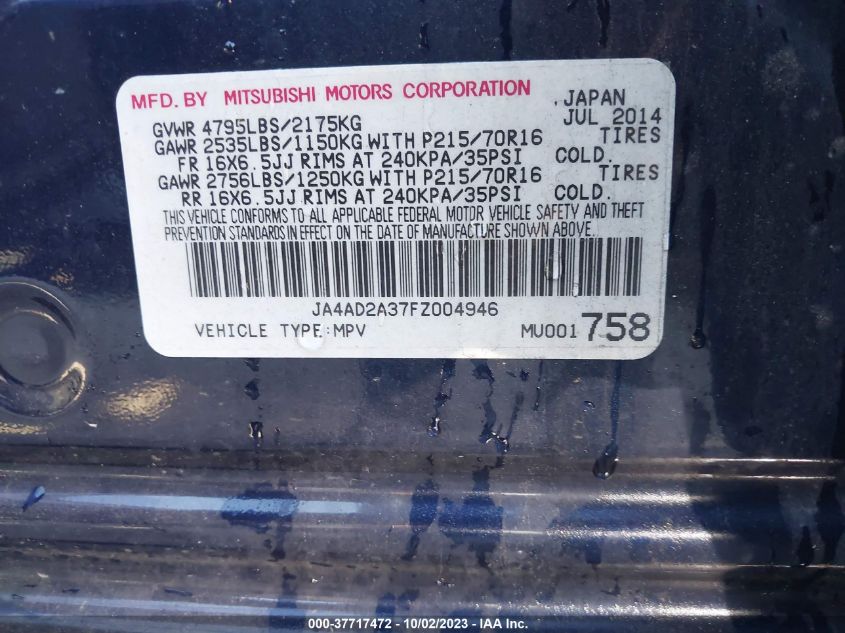 MFD. BY MITSUBISHI MOTORS CORPORATION JAPAN
GVWR 4795LBS/2175KG JUL 2014
GAWR 2535LBS/1150KG WITH P215/70R16 TIRES
FR 16X6.5JJ RIMS AT 240KPA/35PSI COLD.
GAWR 2756LBS/1250KG WITH P215/70R16 TIRES
RR 16X6.5JJ RIMS AT 240KPA/35PSI COLD.
THIS VEHICLE CONFORMS TO ALL APPLICABLE FEDERAL MOTOR VEHICLE SAFETY AND THEFT
PREVENTION STANDARDS IN EFFECT ON THE DATE OF MANUFACTURE SHOWN ABOVE.
JA4AD2A37FZ004946
VEHICLE TYPE:MPV MU001758
000-37717472 - 10/02/2023 - IAA Inc.